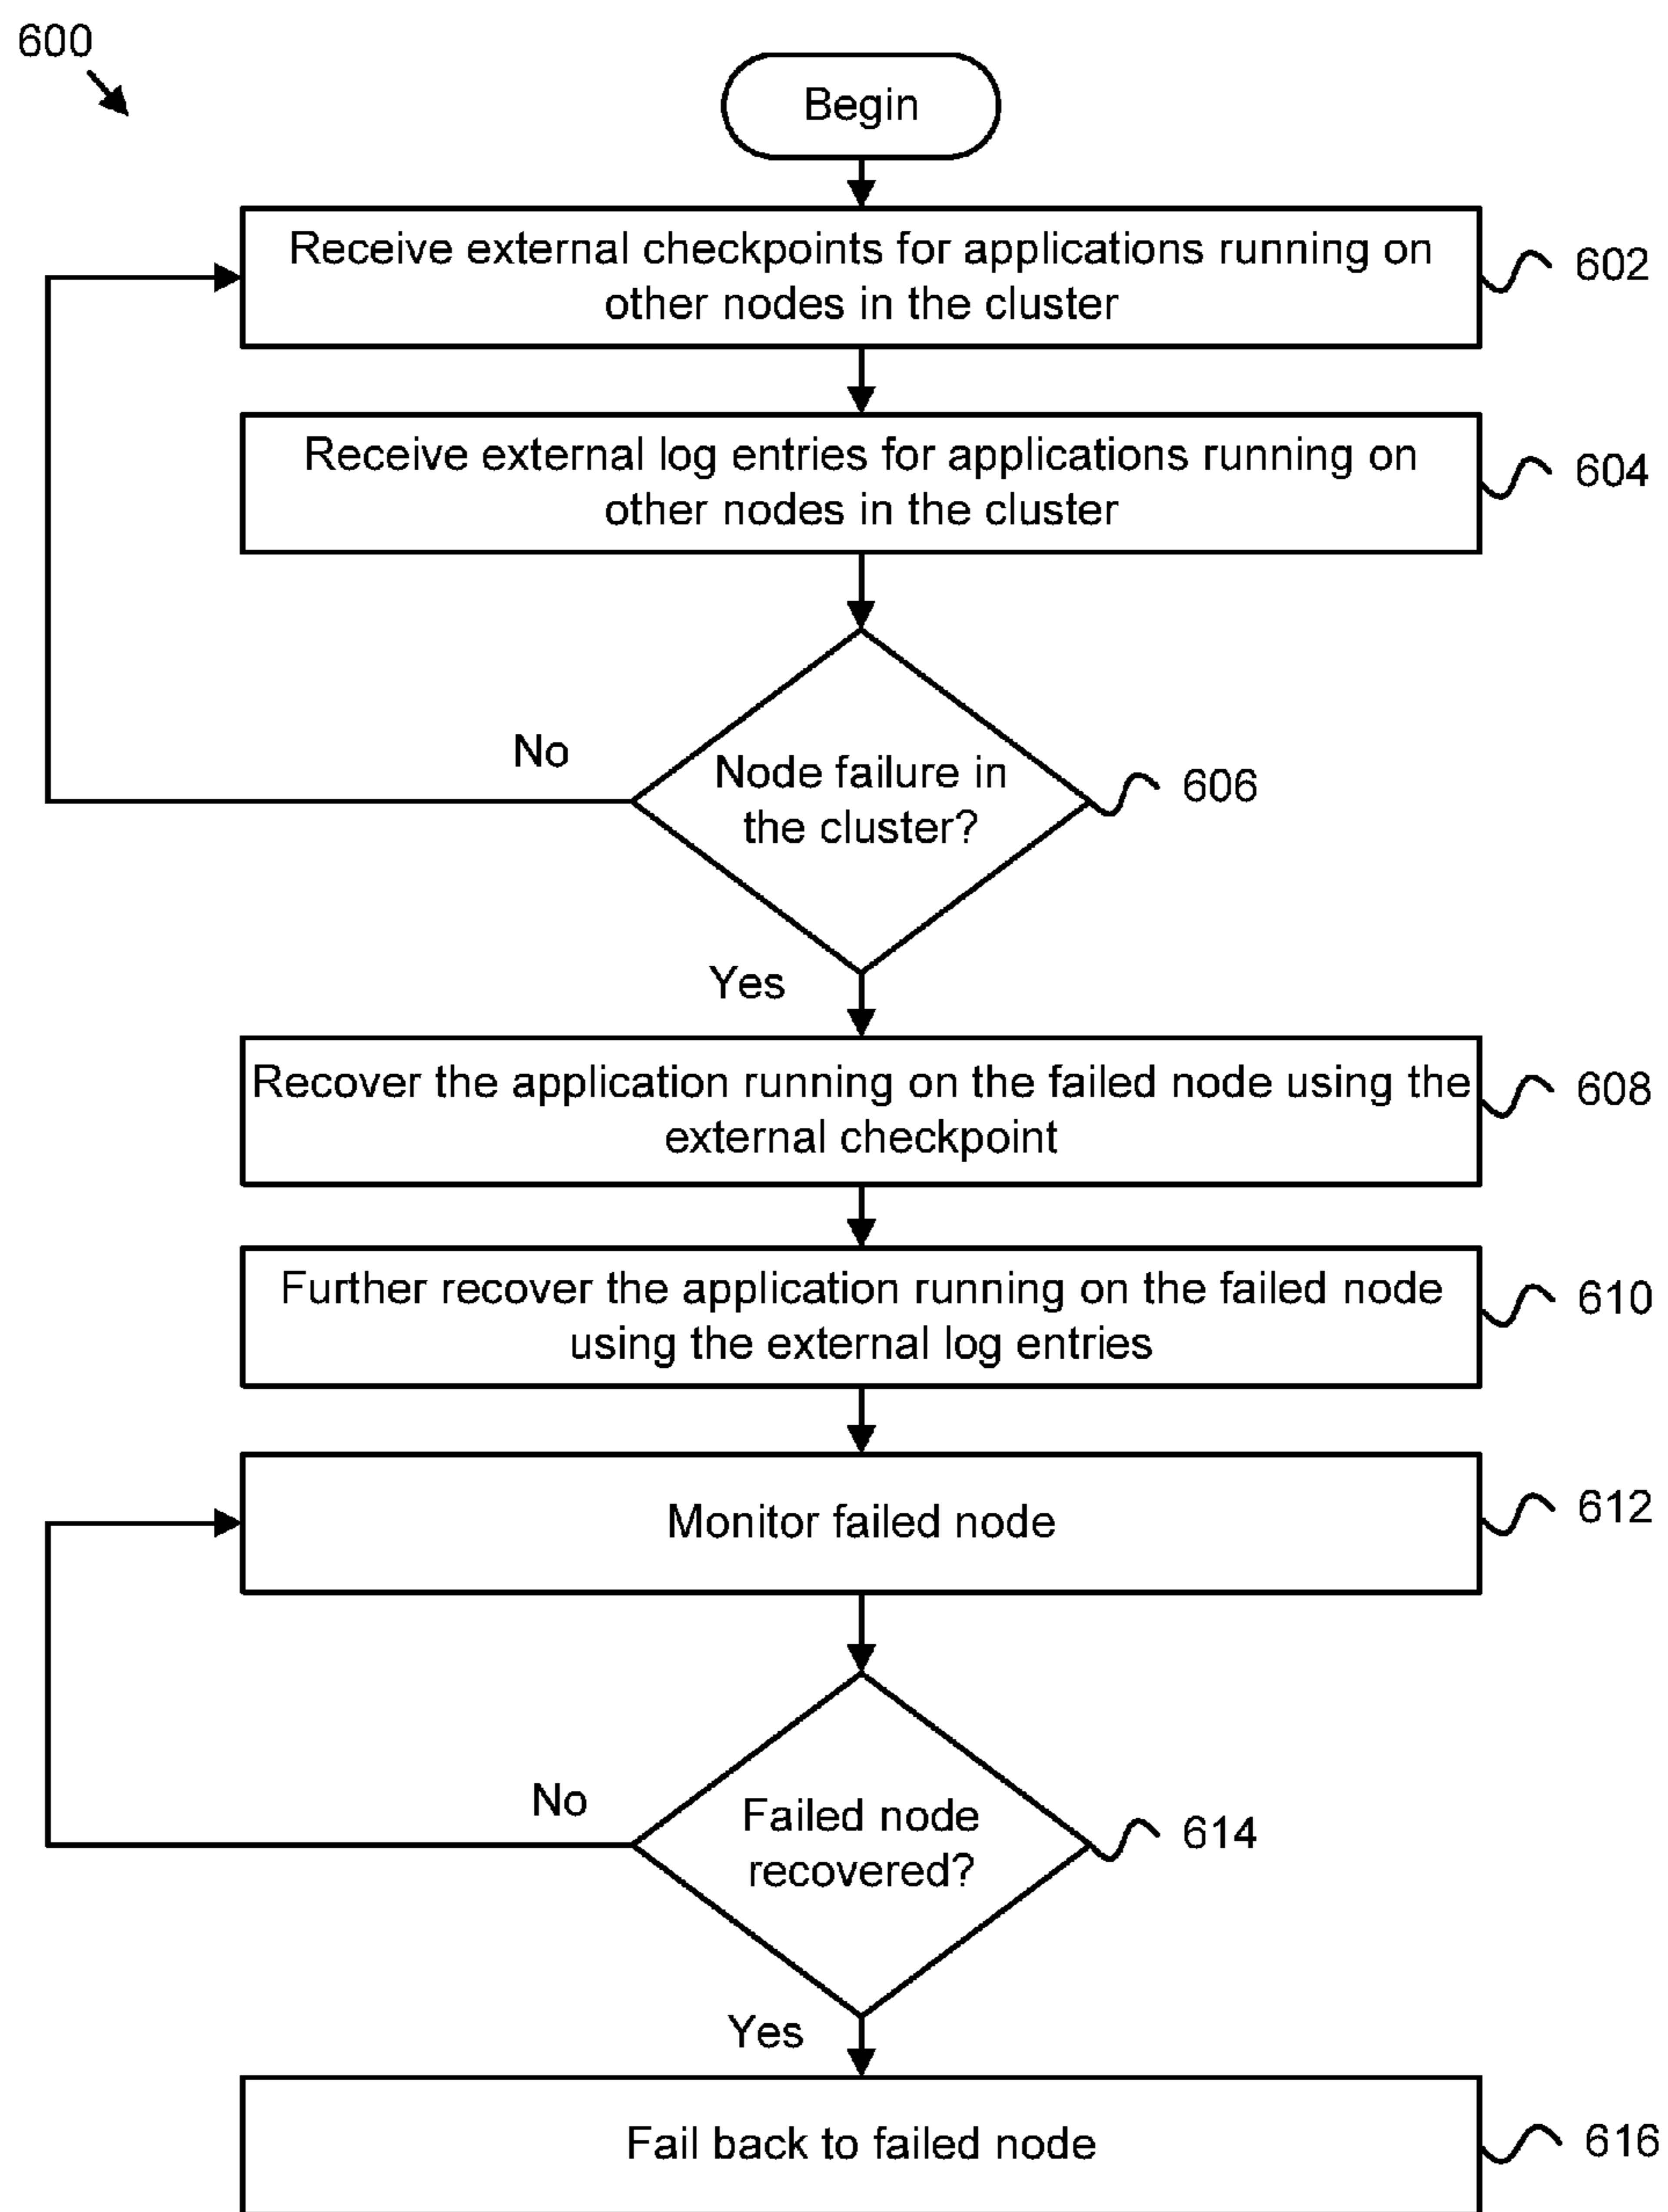 600
Begin
Receive external checkpoints for applications running on
other nodes in the cluster
602
Receive external log entries for applications running on
other nodes in the cluster
604
No
Node failure in
the cluster?
606
Yes
Recover the application running on the failed node using the
external checkpoint
608
Further recover the application running on the failed node
using the external log entries
610
Monitor failed node
612
No
Failed node
recovered?
614
Yes
Fail back to failed node
616